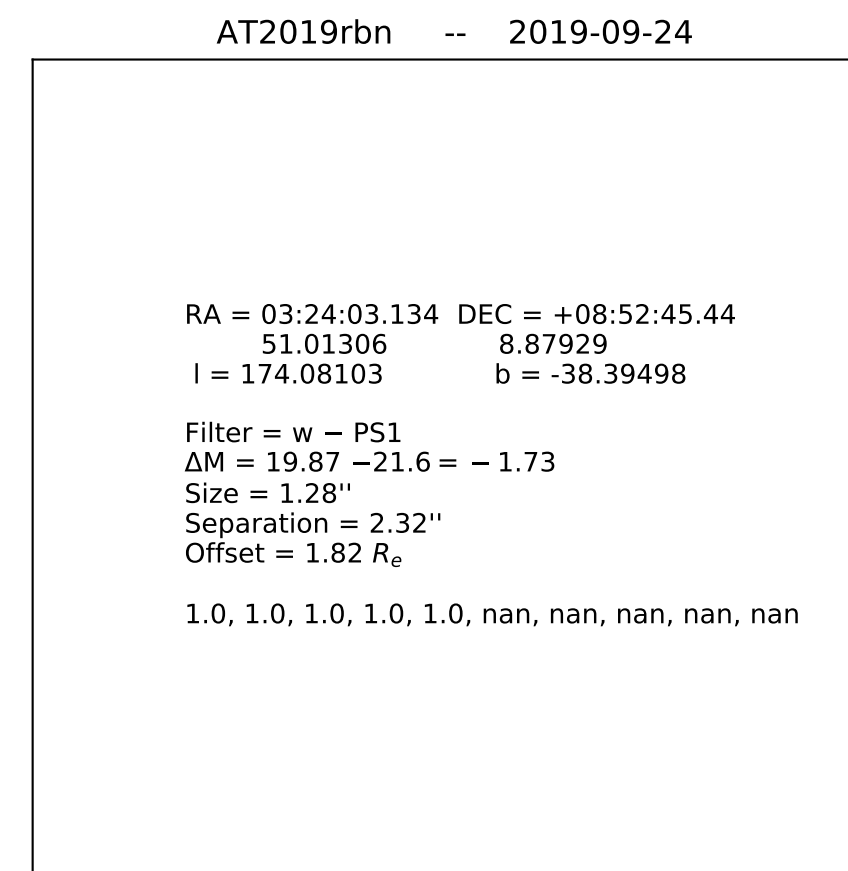 AT2019rbn -- 2019-09-24
RA = 03:24:03.134 DEC = +08:52:45.44
51.01306 8.87929
l = 174.08103 b = -38.39498
Filter = w − PS1
ΔM = 19.87 −21.6 = − 1.73
Size = 1.28''
Separation = 2.32''
Offset = 1.82 Rₑ
1.0, 1.0, 1.0, 1.0, 1.0, nan, nan, nan, nan, nan